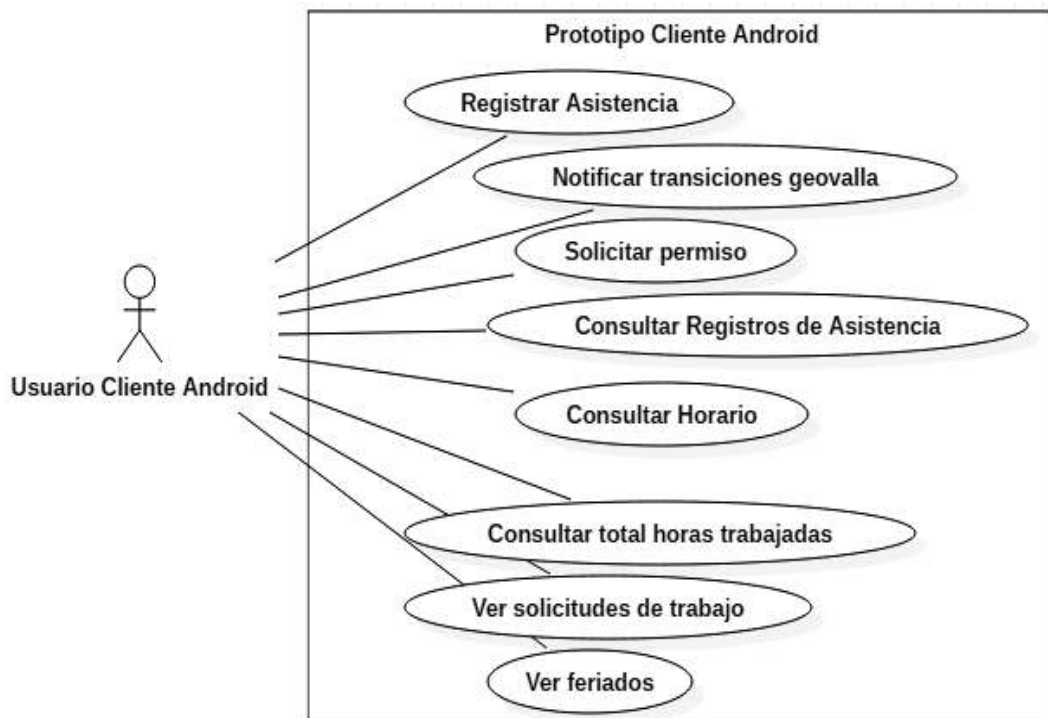 Prototipo Cliente Android
Registrar Asistencia
Notificar transiciones geovalla
Solicitar permiso
Consultar Registros de Asistencia
Usuario Cliente Android
Consultar Horario
Consultar total horas trabajadas
Ver solicitudes de trabajo
Ver feriados